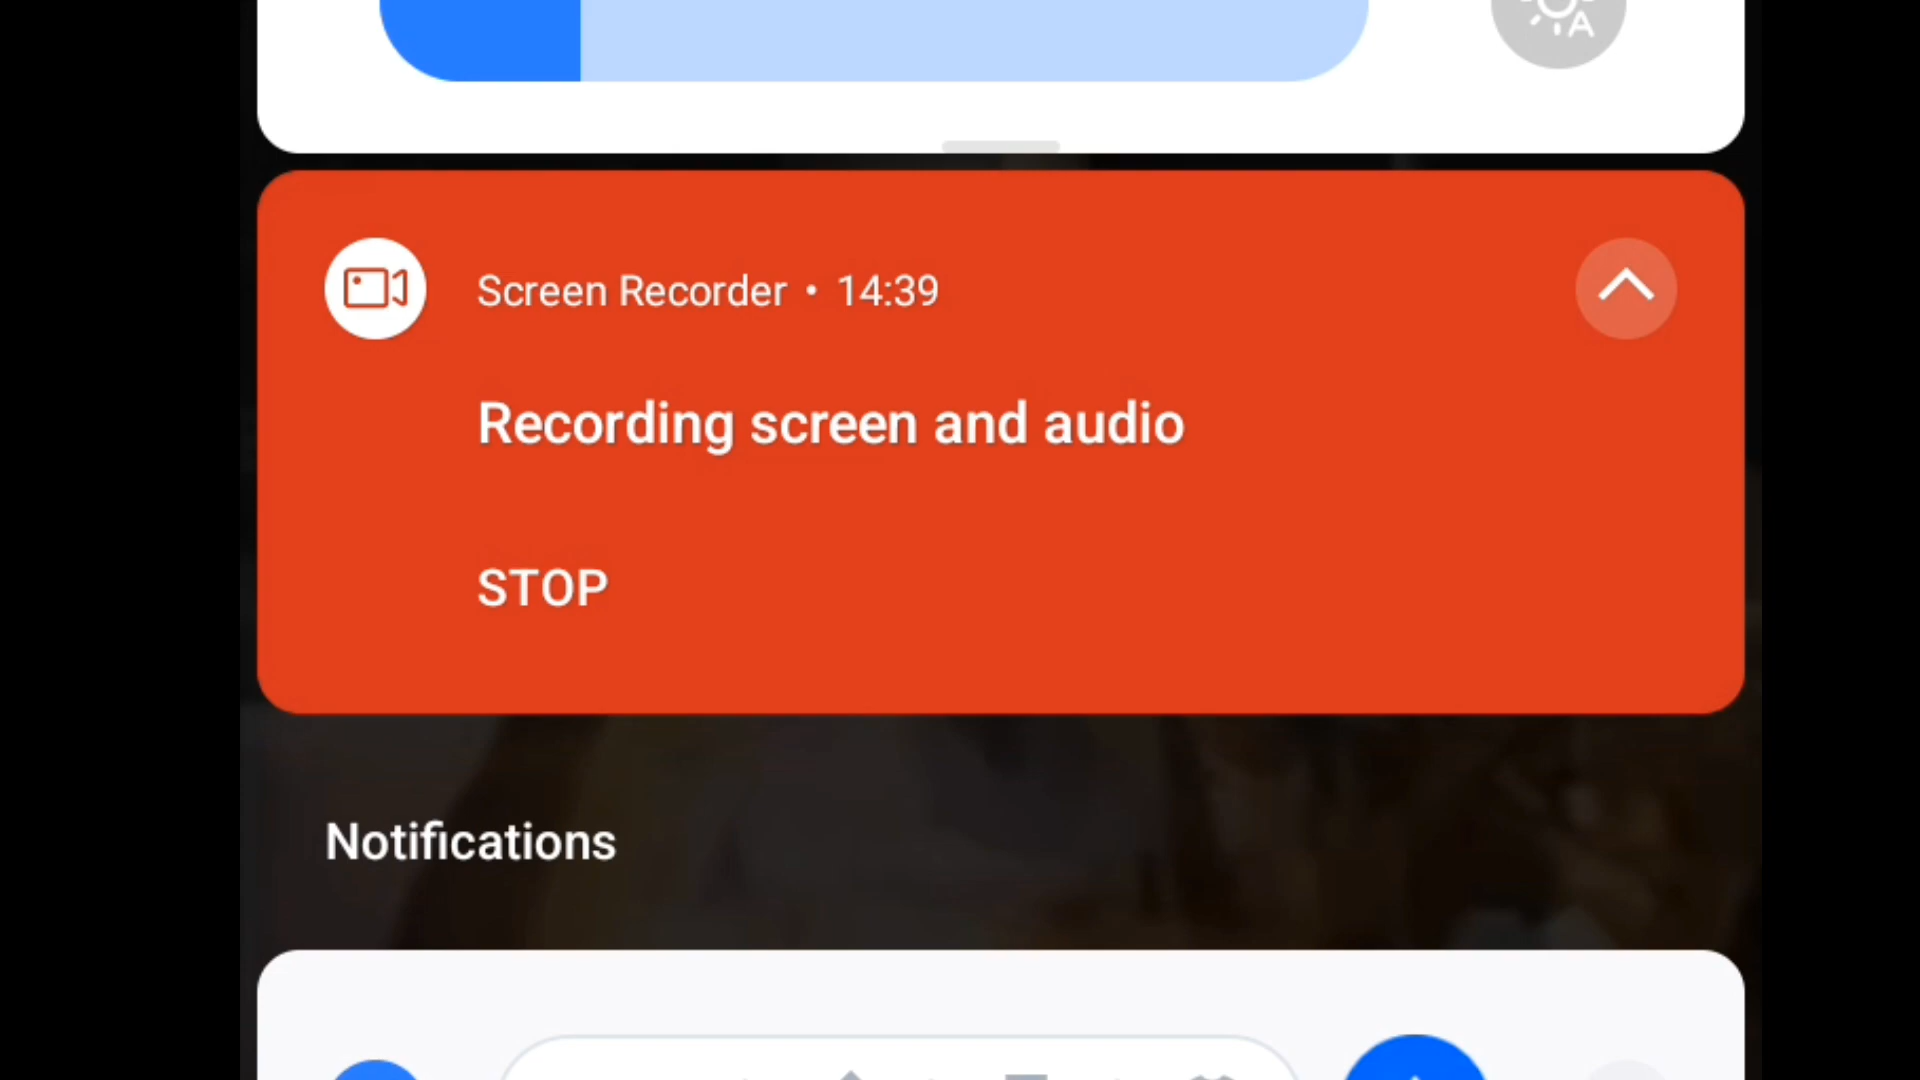 A
Screen Recorder • 14:39
Recording screen and audio
STOP
Notifications